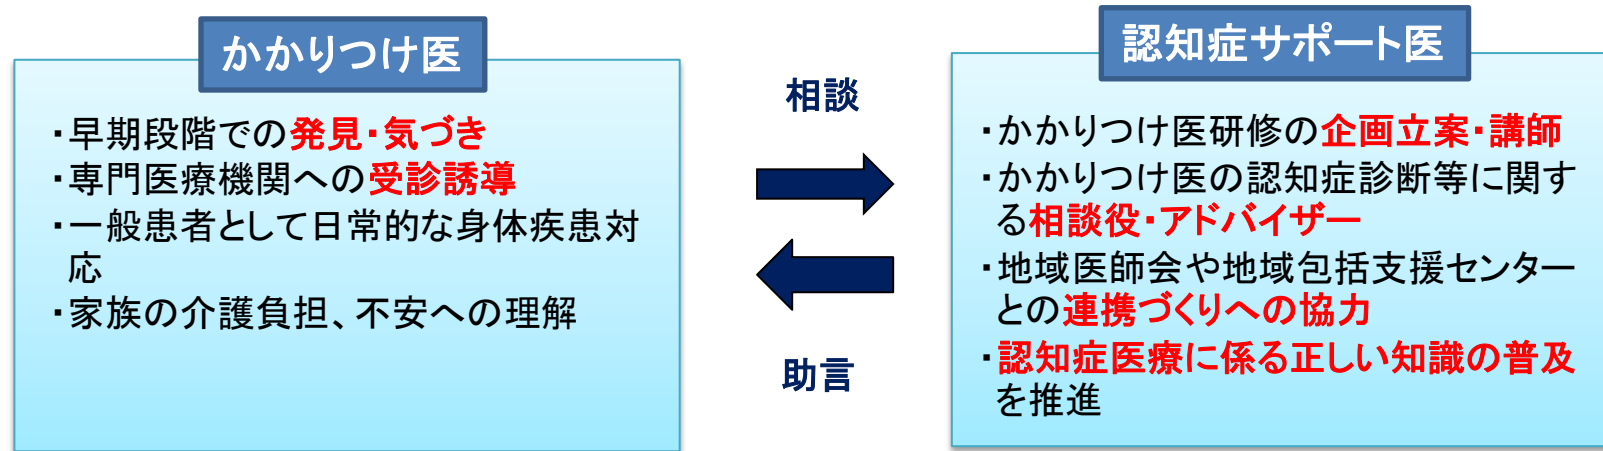 かかりつけ医
・早期段階での発見・気づき
・専門医療機関への受診誘導
・一般患者として日常的な身体疾患対
応
・家族の介護負担、不安への理解
相談
助言
認知症サポート医
・かかりつけ医研修の企画立案・講師
・かかりつけ医の認知症診断等に関す
る相談役・アドバイザー
・地域医師会や地域包括支援センター
との連携づくりへの協力
・認知症医療に係る正しい知識の普及
を推進